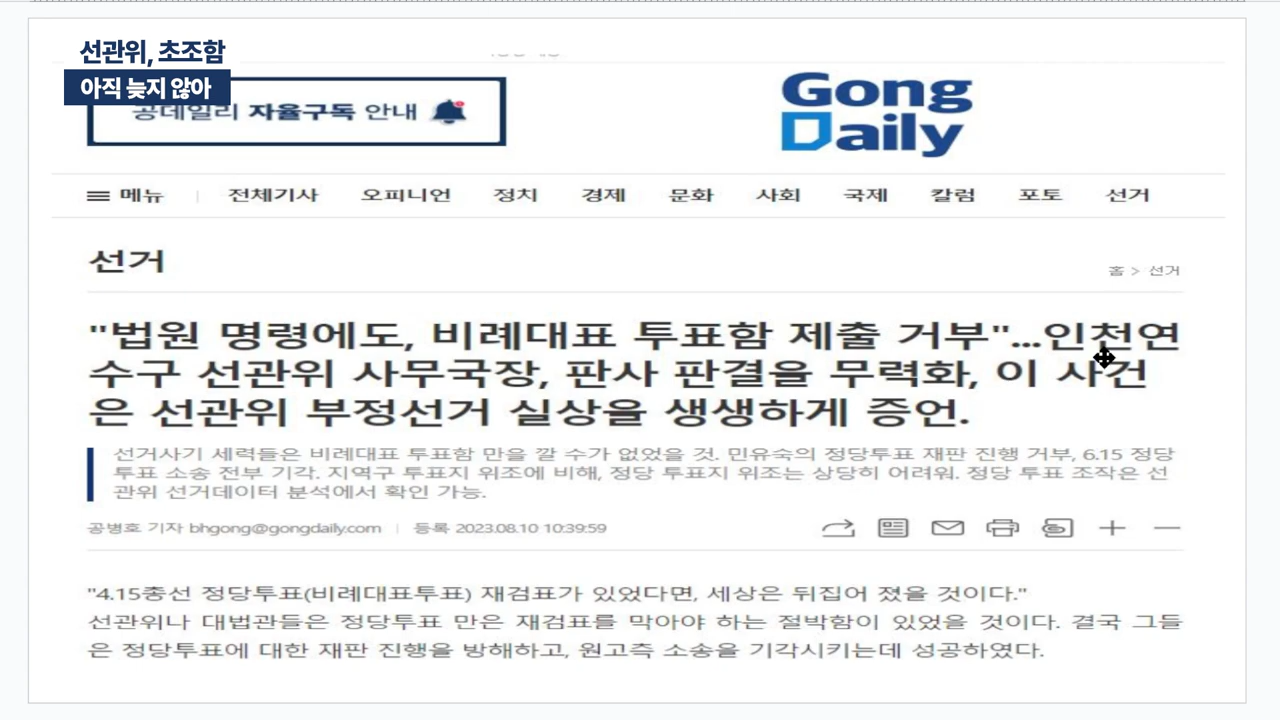 선관위, 초조함
아직 늦지 않아
공데일리 자율구독 안내
Gong
Daily
메뉴 전체기사 오피니언 정치 경제 문화 사회 국제 칼럼 포토 선거
선거
홈 > 선거
"법원 명령에도, 비례대표 투표함 제출 거부"...인천연
수구 선관위 사무국장, 판사 판결을 무력화, 이 사건
은 선관위 부정선거 실상을 생생하게 증언.
선거사기 세력들은 비례대표 투표함 만을 깔 수가 없었을 것. 민유숙의 정당투표 재판 진행 거부, 6.15 정당
투표 소송 전부 기각. 지역구 투표지 위조에 비해, 정당 투표지 위조는 상당히 어려워. 정당 투표 조작은 선
관위 선거데이터 분석에서 확인 가능.
공병호 기자 bhgong@gongdaily.com | 등록 2023.08.10 10:39:59
"4.15총선 정당투표(비례대표투표) 재검표가 있었다면, 세상은 뒤집어 졌을 것이다."
선관위나 대법관들은 정당투표 만은 재검표를 막아야 하는 절박함이 있었을 것이다. 결국 그들
은 정당투표에 대한 재판 진행을 방해하고, 원고측 소송을 기각시키는데 성공하였다.